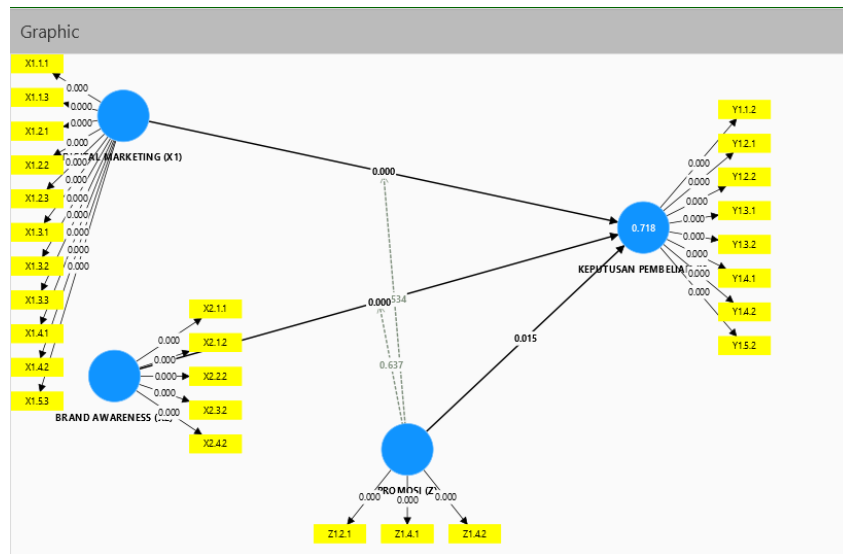 Graphic
X1.1.1
X1.1.3
X1.2.1
X1.2.2
X1.2.3
X1.3.1
X1.3.2
X1.3.3
X1.4.1
X1.4.2
X1.5.3
0.000
0.000
0.000
0.000
0.000
0.000
0.000
0.000
0.000
0.000
0.000
DIGITAL MARKETING (X1)
0.000
0.000
534
0.637
0.015
BRAND AWARENESS (X2)
0.000
0.000
0.000
0.000
0.000
X2.1.1
X2.1.2
X2.2.2
X2.3.2
X2.4.2
PROMOSI (Z)
0.000
0.000
0.000
Z1.2.1
Z1.4.1
Z1.4.2
0.718
KEPUTUSAN
0.000
0.000
0.000
0.000
0.000
0.000
0.000
0.000
Y1.1.2
Y1.2.1
Y1.2.2
Y1.3.1
Y1.3.2
Y1.4.1
Y1.4.2
Y1.5.2